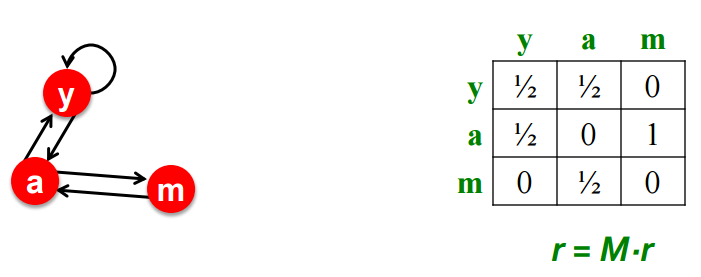 y a m
y ½ ½ 0
a ½ 0 1
m 0 ½ 0
r = M·r
y
a
m